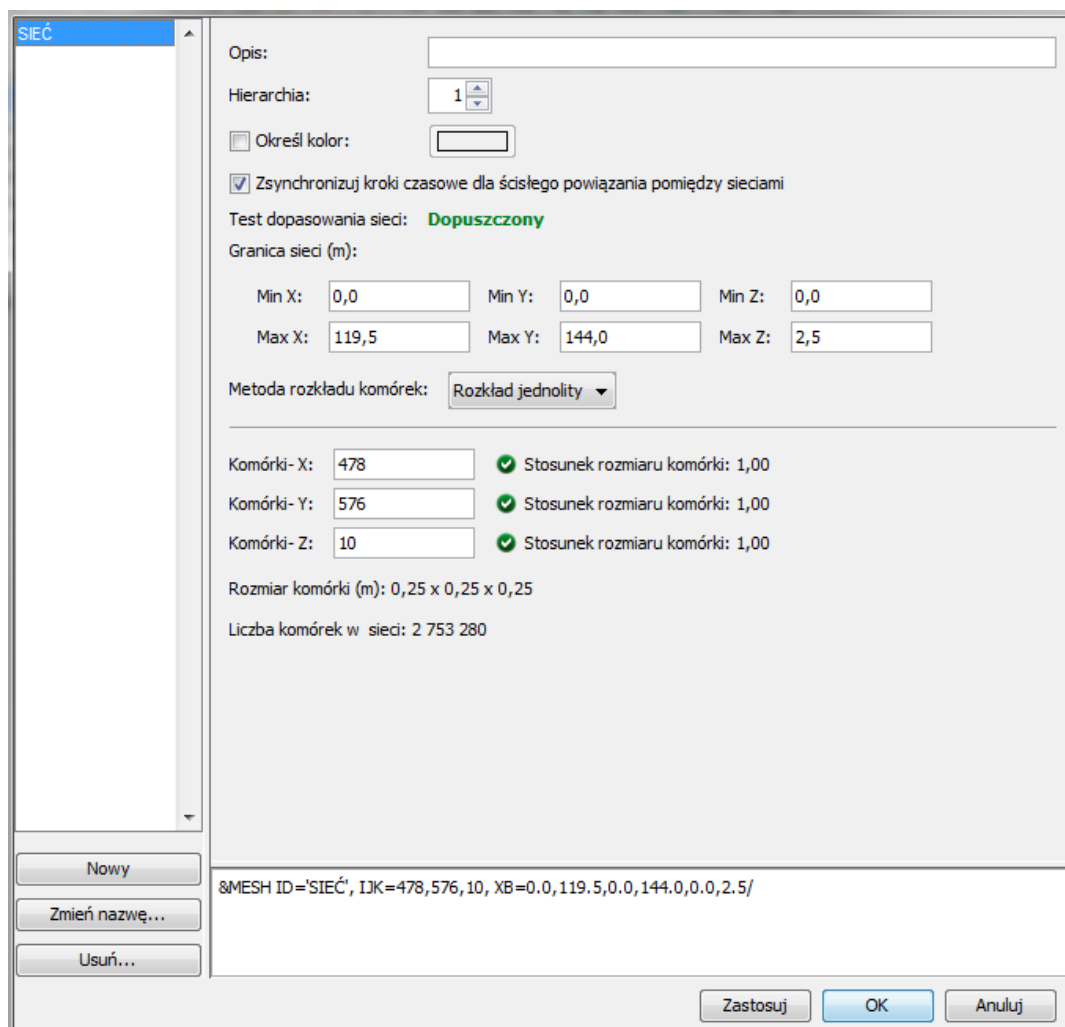 SIEĆ
Opis:
Hierarchia: 1
Określ kolor:
Zsynchronizuj kroki czasowe dla ścisłego powiązania pomiędzy sieciami
Test dopasowania sieci: Dopuszczony
Granica sieci (m):
Min X: 0,0 Min Y: 0,0 Min Z: 0,0
Max X: 119,5 Max Y: 144,0 Max Z: 2,5
Metoda rozkładu komórek: Rozkład jednolity
Komórki- X: 478 Stosunek rozmiaru komórki: 1,00
Komórki- Y: 576 Stosunek rozmiaru komórki: 1,00
Komórki- Z: 10 Stosunek rozmiaru komórki: 1,00
Rozmiar komórki (m): 0,25 x 0,25 x 0,25
Liczba komórek w sieci: 2 753 280
Nowy
Zmień nazwę...
Usuń...
&MESH ID='SIEĆ', IJK=478,576,10, XB=0.0,119.5,0.0,144.0,0.0,2.5/
Zastosuj OK Anuluj